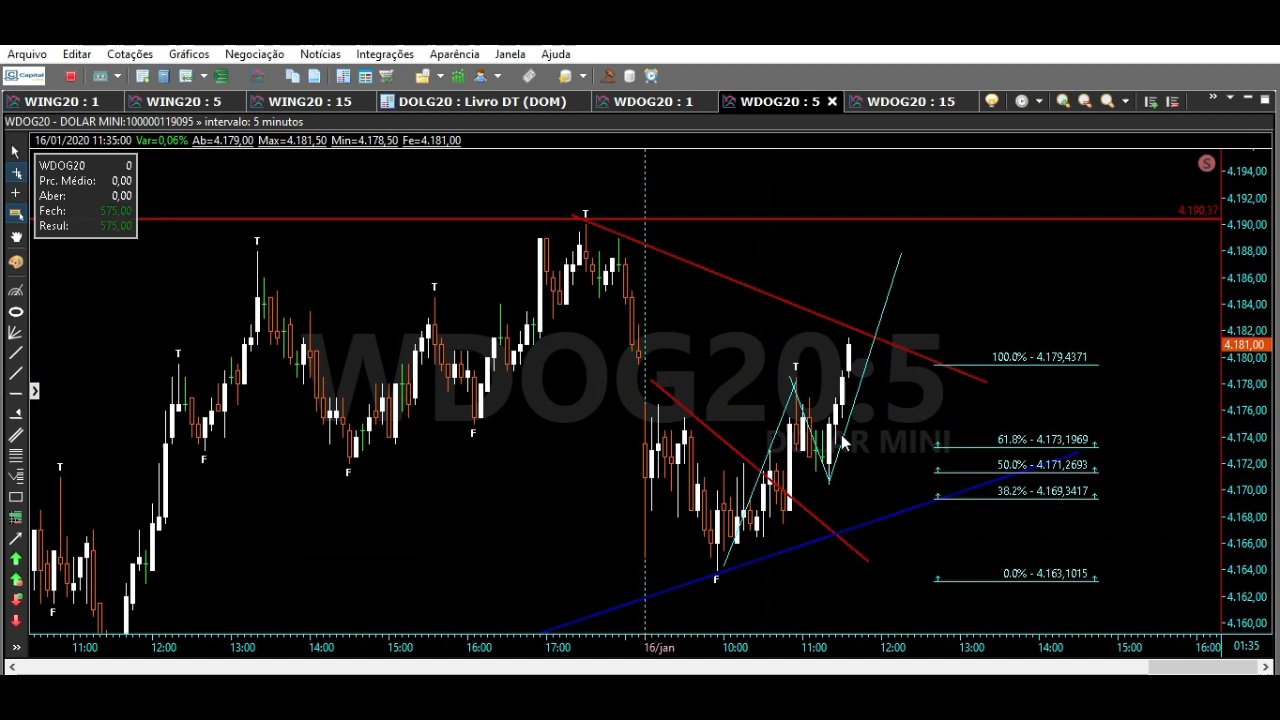 Arquivo Editar Cotações Gráficos Negociação Notícias Integrações Aparência Janela Ajuda
Capital
WING20 : 1 WING20 : 5 WING20 : 15 DOLG20 : Livro DT (DOM) WDOG20 : 1 WDOG20 : 5 WDOG20 : 15
WDOG20 - DOLAR MINI:100000119095 » intervalo: 5 minutos
16/01/2020 11:35:00 Var=0,06% Ab=4.179,00 Max=4.181,50 Min=4.178,50 Fe=4.181,00
WDOG20 0
Prc. Médio: 0,00
Aber: 0,00
Fech: 575,00
Resul: 575,00
S
4.194,00
4.192,00
4.190,37
4.190,00
4.188,00
4.186,00
4.184,00
4.182,00
4.181,00
4.180,00
4.178,00
4.176,00
4.174,00
4.172,00
4.170,00
4.168,00
4.166,00
4.164,00
4.162,00
4.160,00
T
T
T
T
T
T
F
F
F
F
F
WDOG20:5
DOLAR MINI
100.0% - 4.179,4371
61.8% - 4.173,1969
50.0% - 4.171,2693
38.2% - 4.169,3417
0.0% - 4.163,1015
11:00 12:00 13:00 14:00 15:00 16:00 17:00 16/jan 10:00 11:00 12:00 13:00 14:00 15:00 16:00 01:35